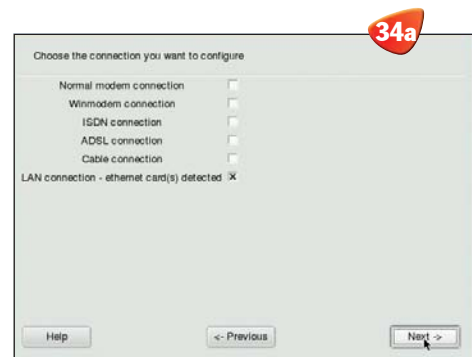 34a
Choose the connection you want to configure
Normal modem connection
Winmodem connection
ISDN connection
ADSL connection
Cable connection
LAN connection - ethernet card(s) detected X
Help
<- Previous
Next ->